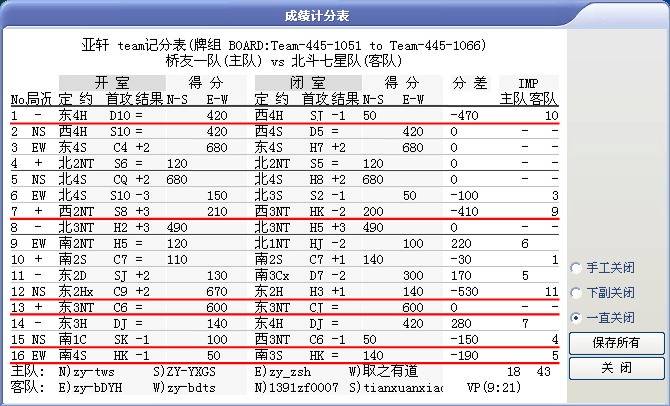 成绩计分表
亚轩 team记分表(牌组 BOARD:Team-445-1051 to Team-445-1066)
桥友一队(主队) vs 北斗七星队(客队)
开 室 得 分 闭 室 得 分 分 差 IMP
No.局况 定 约 首攻 结果 N-S E-W 定 约 首攻 结果 N-S E-W 主队 客队
1 - 东4H D10 = 420 西4H SJ -1 50 -470 10
2 NS 西4H S10 = 420 西4S D5 = 420 0 - -
3 EW 东4S C4 +2 680 东4S H7 +2 680 0 - -
4 + 北2NT S6 = 120 北2NT S5 = 120 0 - -
5 NS 北4S CQ +2 680 北4S H8 +2 680 0 - -
6 EW 北4S S10 -3 150 北3S S2 -1 50 -100 3
7 + 西2NT S8 +3 210 西3NT HK -2 200 -410 9
8 - 北3NT H2 +3 490 北3NT H5 +3 490 0 - -
9 EW 南2NT H5 = 120 北1NT HJ -2 100 220 6
10 + 南2S C7 = 110 南2S C7 +1 140 -30 1
11 - 东2D SJ +2 130 南3Cx D7 -2 300 170 5
12 NS 东2Hx C9 +2 670 东2H H3 +1 140 -530 11
13 + 东3NT C6 = 600 东3NT CJ = 600 0 - -
14 - 东3H DJ = 140 东4H DJ = 420 280 7
15 NS 南1C SK -1 100 西3NT C6 -1 50 -150 4
16 EW 南4S HK -1 50 南3S HK = 140 -190 5
主队: N)zy-tws S)ZY-YXGS E)zy_zsh W)取之有道 18 43
客队: E)zy-bDYH W)zy-bdts N)1391zf0007 S)tianxuanxiao VP(9:21)
手工关闭
下副关闭
一直关闭
保存所有
关 闭